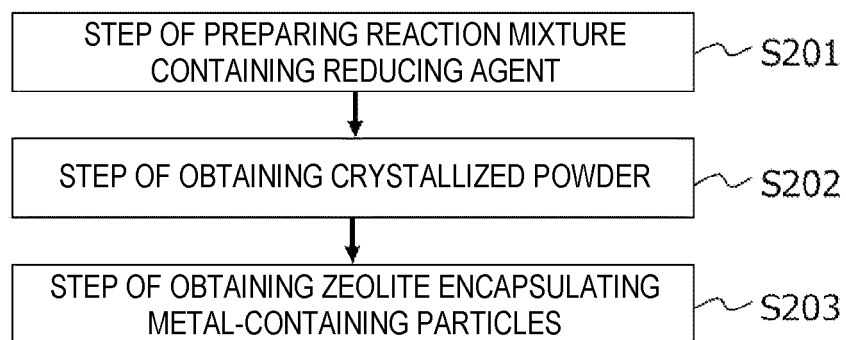 STEP OF PREPARING REACTION MIXTURE
CONTAINING REDUCING AGENT
S201
STEP OF OBTAINING CRYSTALLIZED POWDER
S202
STEP OF OBTAINING ZEOLITE ENCAPSULATING
METAL-CONTAINING PARTICLES
S203